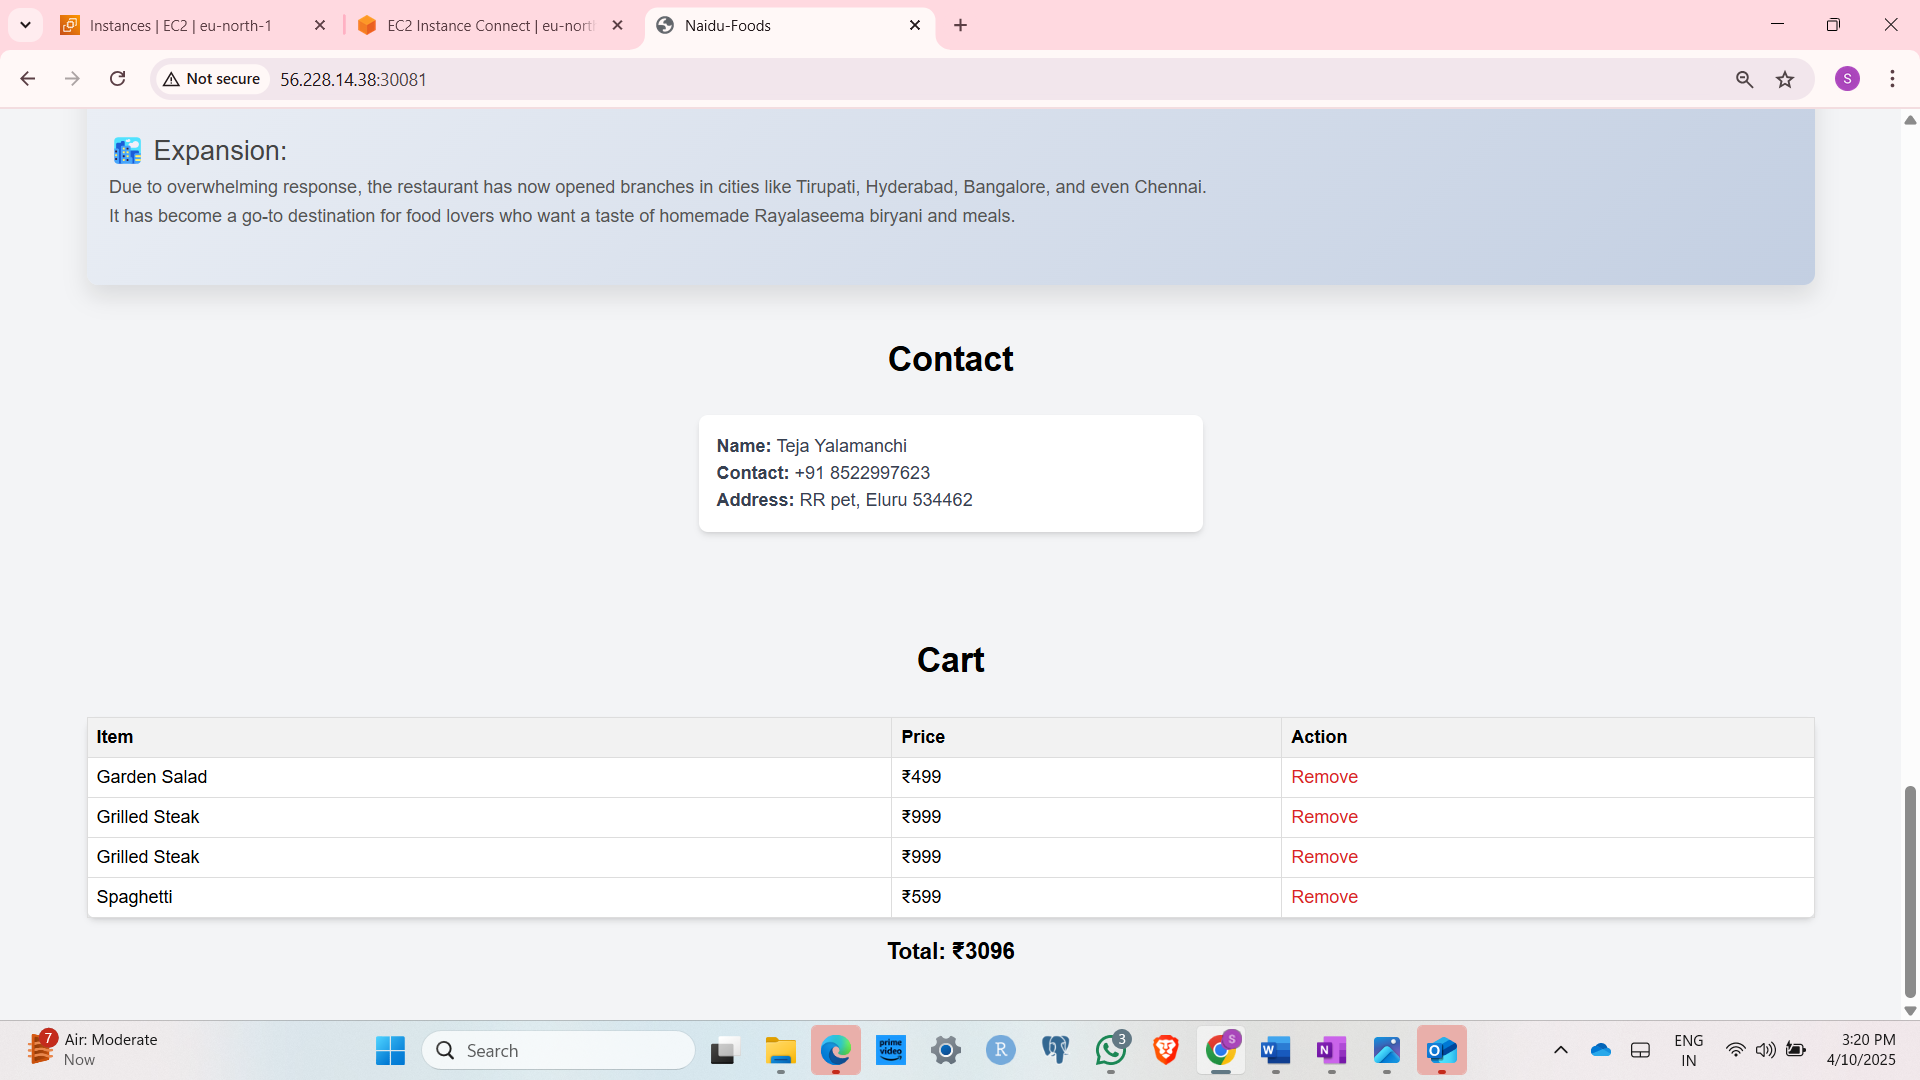 Instances | EC2 | eu-north-1
EC2 Instance Connect | eu-nort
Naidu-Foods
Not secure
56.228.14.38:30081
S
Expansion:
Due to overwhelming response, the restaurant has now opened branches in cities like Tirupati, Hyderabad, Bangalore, and even Chennai.
It has become a go-to destination for food lovers who want a taste of homemade Rayalaseema biryani and meals.
Contact
Name: Teja Yalamanchi
Contact: +91 8522997623
Address: RR pet, Eluru 534462
Cart
Item Price Action
Garden Salad ₹499 Remove
Grilled Steak ₹999 Remove
Grilled Steak ₹999 Remove
Spaghetti ₹599 Remove
Total: ₹3096
7
Air: Moderate
Now
Search
prime video
R
3
S
W
N
O
ENG
IN
3:20 PM
4/10/2025